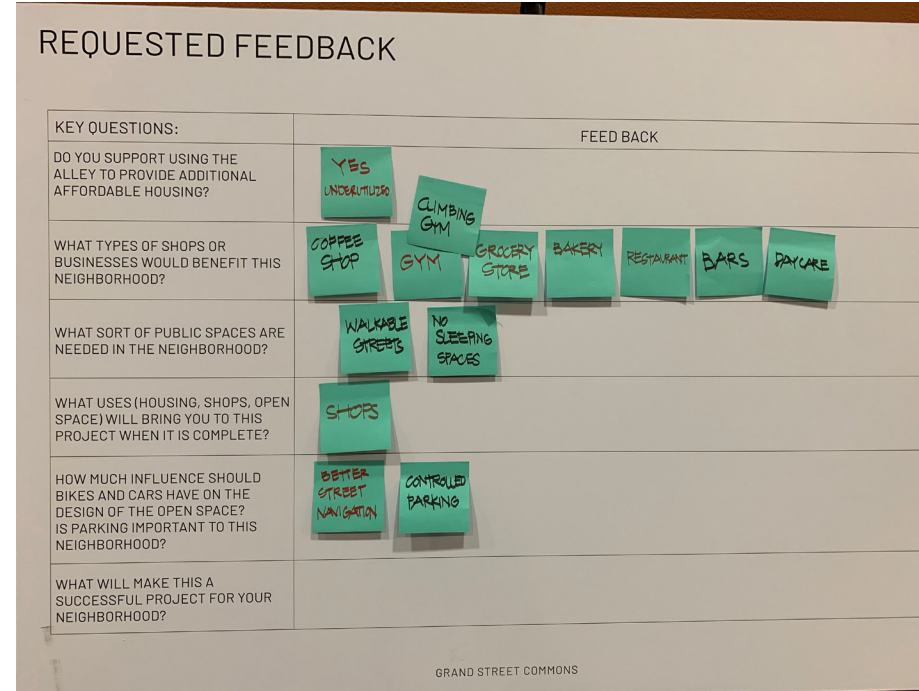 REQUESTED FEEDBACK
KEY QUESTIONS:
FEED BACK
DO YOU SUPPORT USING THE
ALLEY TO PROVIDE ADDITIONAL
AFFORDABLE HOUSING?
YES
UNDERUTILIZED
CLIMBING
GYM
WHAT TYPES OF SHOPS OR
BUSINESSES WOULD BENEFIT THIS
NEIGHBORHOOD?
COFFEE
SHOP
GYM
GROCERY
STORE
BAKERY
RESTAURANT
BARS
DAYCARE
WHAT SORT OF PUBLIC SPACES ARE
NEEDED IN THE NEIGHBORHOOD?
WALKABLE
STREETS
NO
SLEEPING
SPACES
WHAT USES (HOUSING, SHOPS, OPEN
SPACE) WILL BRING YOU TO THIS
PROJECT WHEN IT IS COMPLETE?
SHOPS
HOW MUCH INFLUENCE SHOULD
BIKES AND CARS HAVE ON THE
DESIGN OF THE OPEN SPACE?
IS PARKING IMPORTANT TO THIS
NEIGHBORHOOD?
BETTER
STREET
NAVIGATION
CONTROLLED
PARKING
WHAT WILL MAKE THIS A
SUCCESSFUL PROJECT FOR YOUR
NEIGHBORHOOD?
GRAND STREET COMMONS